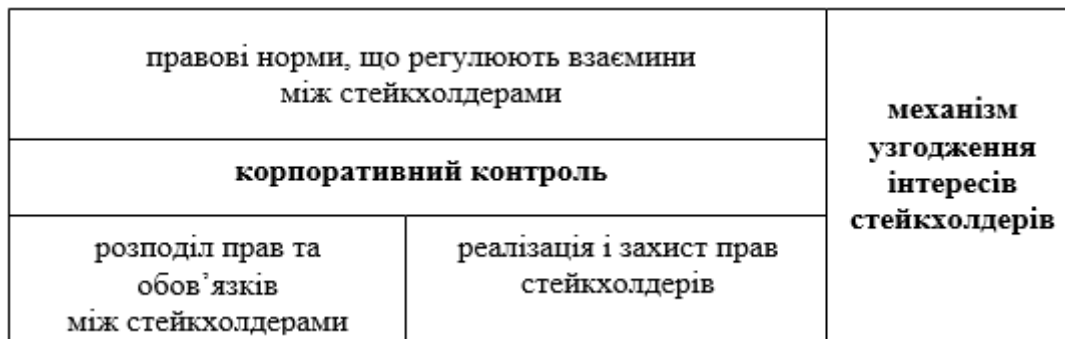 правові норми, що регулюють взаємини
між стейкхолдерами
корпоративний контроль
розподіл прав та
обов’язків
між стейкхолдерами
реалізація і захист прав
стейкхолдерів
механізм
узгодження
інтересів
стейкхолдерів